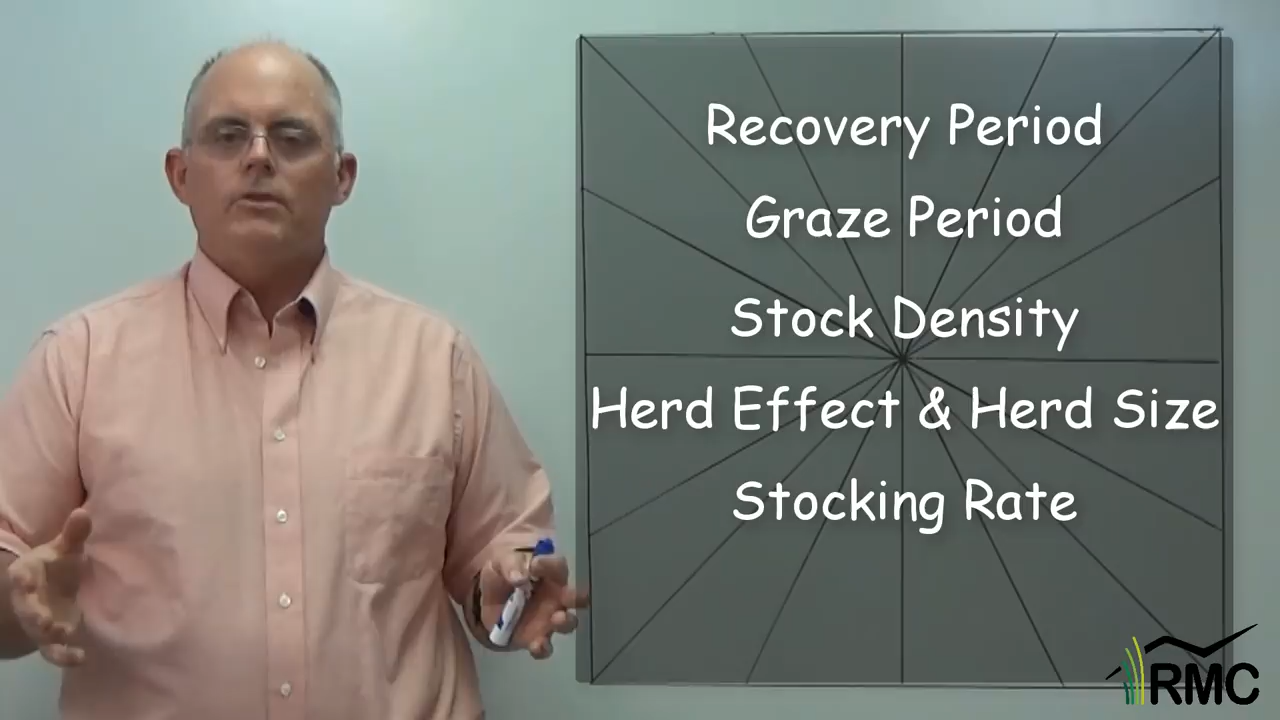 Recovery Period
Graze Period
Stock Density
Herd Effect & Herd Size
Stocking Rate
RMC